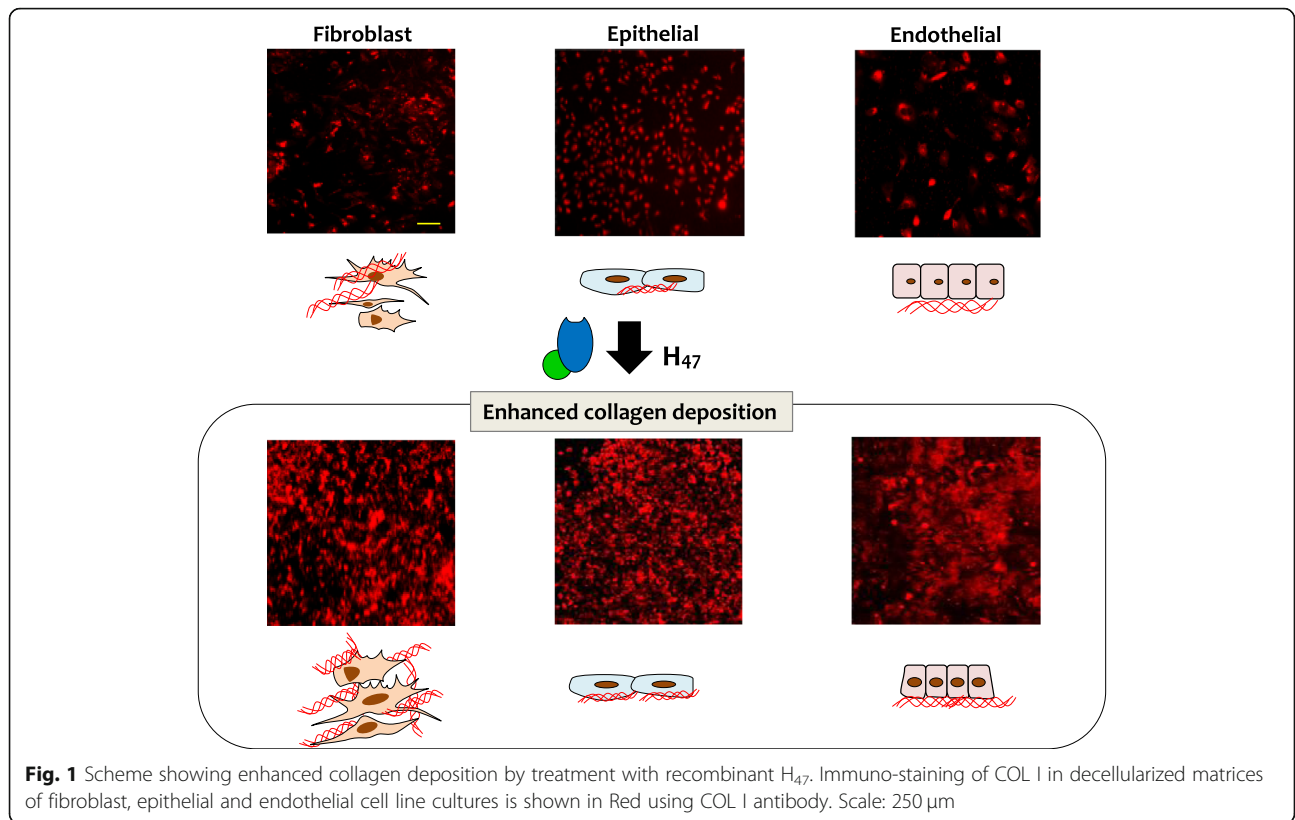 Fibroblast Epithelial Endothelial
H₄₇
Enhanced collagen deposition
Fig. 1 Scheme showing enhanced collagen deposition by treatment with recombinant H₄₇. Immuno-staining of COL I in decellularized matrices
of fibroblast, epithelial and endothelial cell line cultures is shown in Red using COL I antibody. Scale: 250 μm